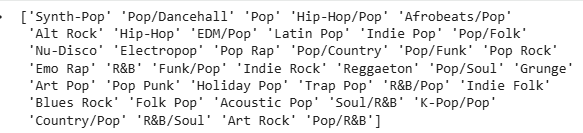 ['Synth-Pop' 'Pop/Dancehall' 'Pop' 'Hip-Hop/Pop' 'Afrobeats/Pop'
'Alt Rock' 'Hip-Hop' 'EDM/Pop' 'Latin Pop' 'Indie Pop' 'Pop/Folk'
'Nu-Disco' 'Electropop' 'Pop Rap' 'Pop/Country' 'Pop/Funk' 'Pop Rock'
'Emo Rap' 'R&B' 'Funk/Pop' 'Indie Rock' 'Reggaeton' 'Pop/Soul' 'Grunge'
'Art Pop' 'Pop Punk' 'Holiday Pop' 'Trap Pop' 'R&B/Pop' 'Indie Folk'
'Blues Rock' 'Folk Pop' 'Acoustic Pop' 'Soul/R&B' 'K-Pop/Pop'
'Country/Pop' 'R&B/Soul' 'Art Rock' 'Pop/R&B']